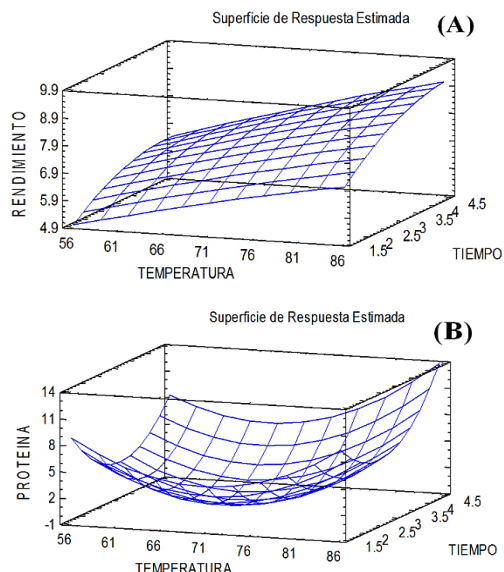 Superficie de Respuesta Estimada (A)
RENDIMIENTO
9.9
8.9
7.9
6.9
5.9
4.9
56 61 66 71 76 81 86
TEMPERATURA
1.5 2 2.5 3 3.5 4 4.5
TIEMPO
Superficie de Respuesta Estimada (B)
PROTEINA
14
11
8
5
2
-1
56 61 66 71 76 81 86
TEMPERATURA
1.5 2 2.5 3 3.5 4 4.5
TIEMPO